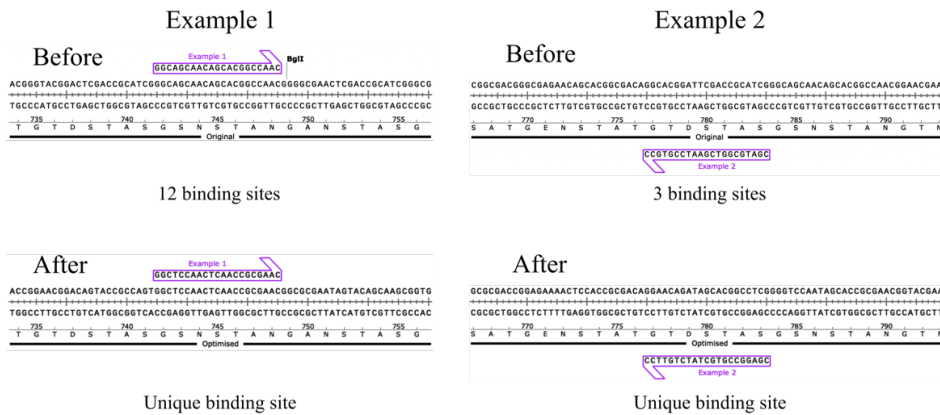 Example 1
Before
Example 1
GGCAGCAACAGCACGGCCAAC
BglI
ACGGGTACGGACTCGACCGCATCGGGCAGCAACAGCACGGCCAACGGGGCGAACTCGACCGCATCGGGCG
TGCCCATGCCTGAGCTGGCGTAGCCCGTCGTTGTCGTGCCGGTTGCCCCGCTTGAGCTGGCGTAGCCCGC
735 740 745 750 755
T G T D S T A S G S N S T A N G A N S T A S G
Original
12 binding sites
After
Example 1
GGCTCCAACTCAACCGCGAAC
ACCGGAACGGACAGTACCGCCAGTGGCTCCAACTCAACCGCGAACGGCGCGAATAGTACAGCAAGCGGTG
TGGCCTTGCCTGTCATGGCGGTCACCGAGGTTGAGTTGGCGCTTGCCGCGCTTATCATGTCGTTCGCCAC
735 740 745 750 755
T G T D S T A S G S N S T A N G A N S T A S G
Optimised
Unique binding site
Example 2
Before
CGGCGACGGGCGAGAACAGCACGGCGACAGGCACGGATTCGACCGCATCGGGCAGCAACAGCACGGCCAACGGAACGAA
GCCGCTGCCCGCTCTTGTCGTGCCGCTGTCCGTGCCTAAGCTGGCGTAGCCCGTCGTTGTCGTGCCGGTTGCCTTGCTT
770 775 780 785 790
S A T G E N S T A T G T D S T A S G S N S T A N G T N
Original
CCGTGCCTAAGCTGGCGTAGC
Example 2
3 binding sites
After
GCGCGACCGGAGAAAACTCCACCGCGACAGGAACAGATAGCACGGCCTCGGGGTCCAATAGCACCGCGAACGGTACGAA
CGCGCTGGCCTCTTTTGAGGTGGCGCTGTCCTTGTCTATCGTGCCGGAGCCCCAGGTTATCGTGGCGCTTGCCATGCTT
770 775 780 785 790
S A T G E N S T A T G T D S T A S G S N S T A N G T N
Optimised
CCTTGTCTATCGTGCCGGAGC
Example 2
Unique binding site